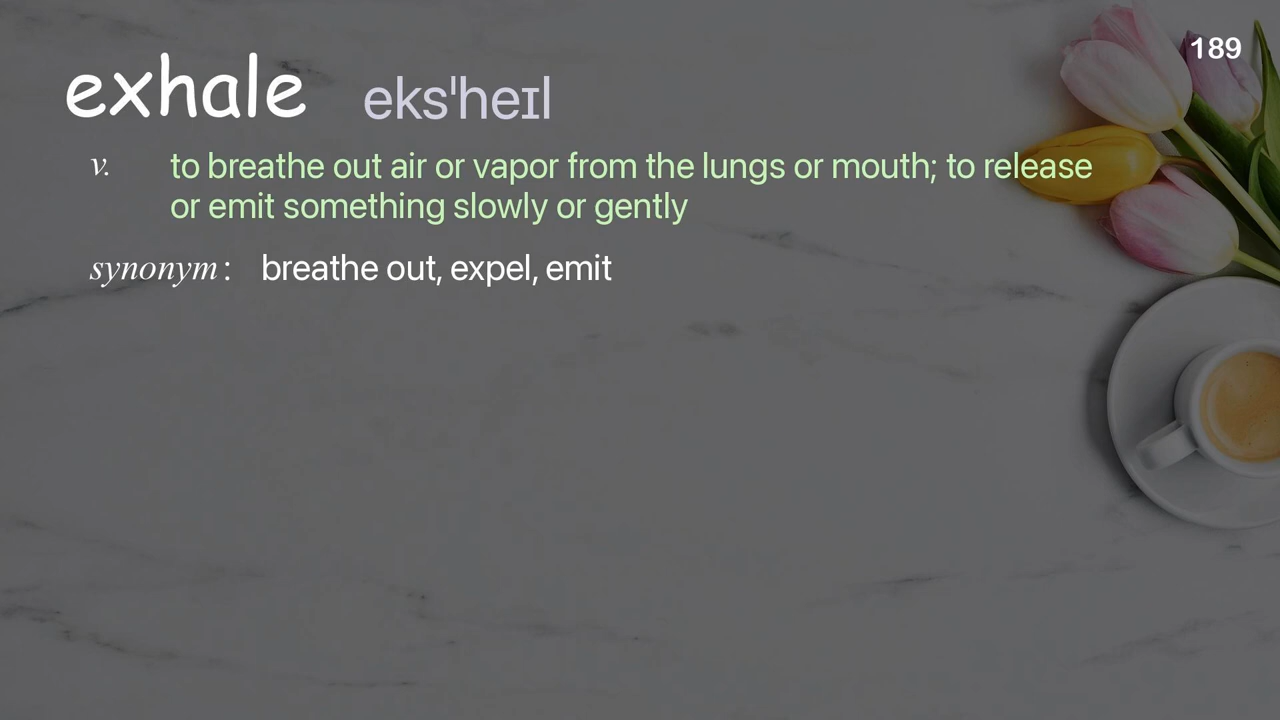 189
exhale eks'heɪl
v. to breathe out air or vapor from the lungs or mouth; to release
or emit something slowly or gently
synonym : breathe out, expel, emit